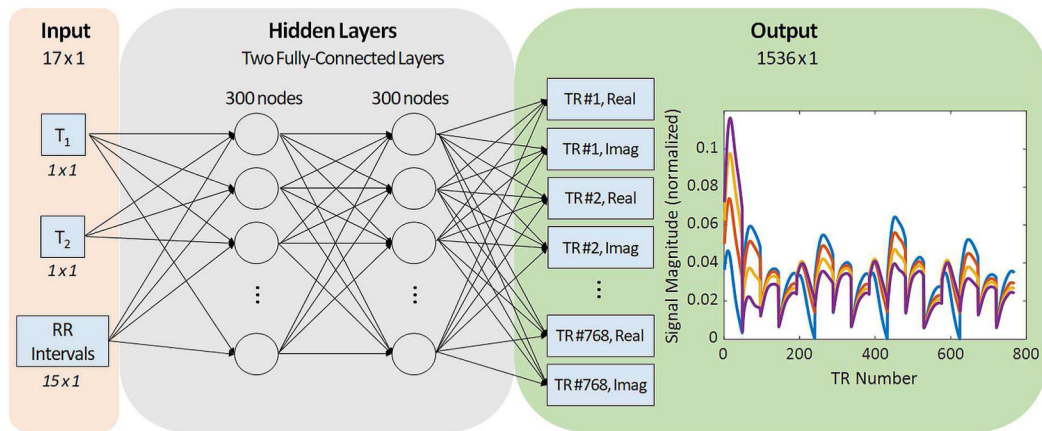 Input
17 x 1
T1
1 x 1
T2
1 x 1
RR
Intervals
15 x 1
Hidden Layers
Two Fully-Connected Layers
300 nodes
300 nodes
...
...
Output
1536 x 1
TR #1, Real
TR #1, Imag
TR #2, Real
TR #2, Imag
...
TR #768, Real
TR #768, Imag
Signal Magnitude (normalized)
0.1
0.08
0.06
0.04
0.02
0
0 200 400 600 800
TR Number